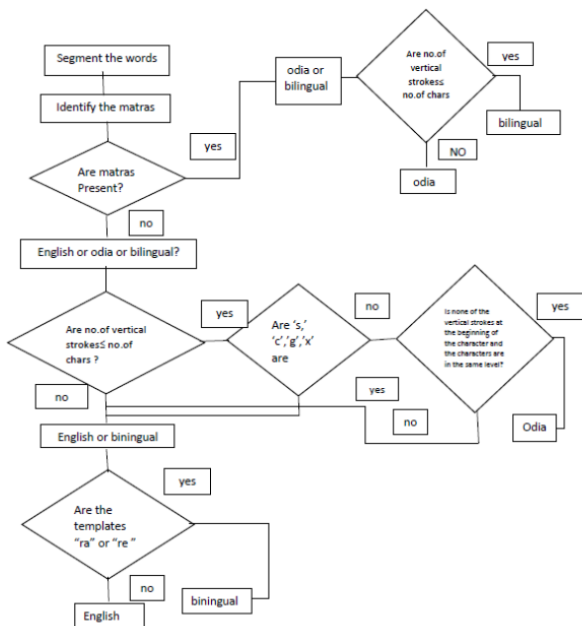 Segment the words
Identify the matras
Are matras
Present?
yes
odia or
bilingual
Are no.of
vertical
strokess
no.of chars
yes
bilingual
NO
odia
no
English or odia or bilingual?
Are no.of vertical
strokes≤ no.of
chars ?
yes
Are 's,'
'c','g','x'
are
no
Is none of the
vertical strokes at
the beginning of
the character and
the characters are
in the same level?
yes
Odia
no
yes
no
English or biningual
yes
Are the
templates
"ra" or "re "
no
biningual
English